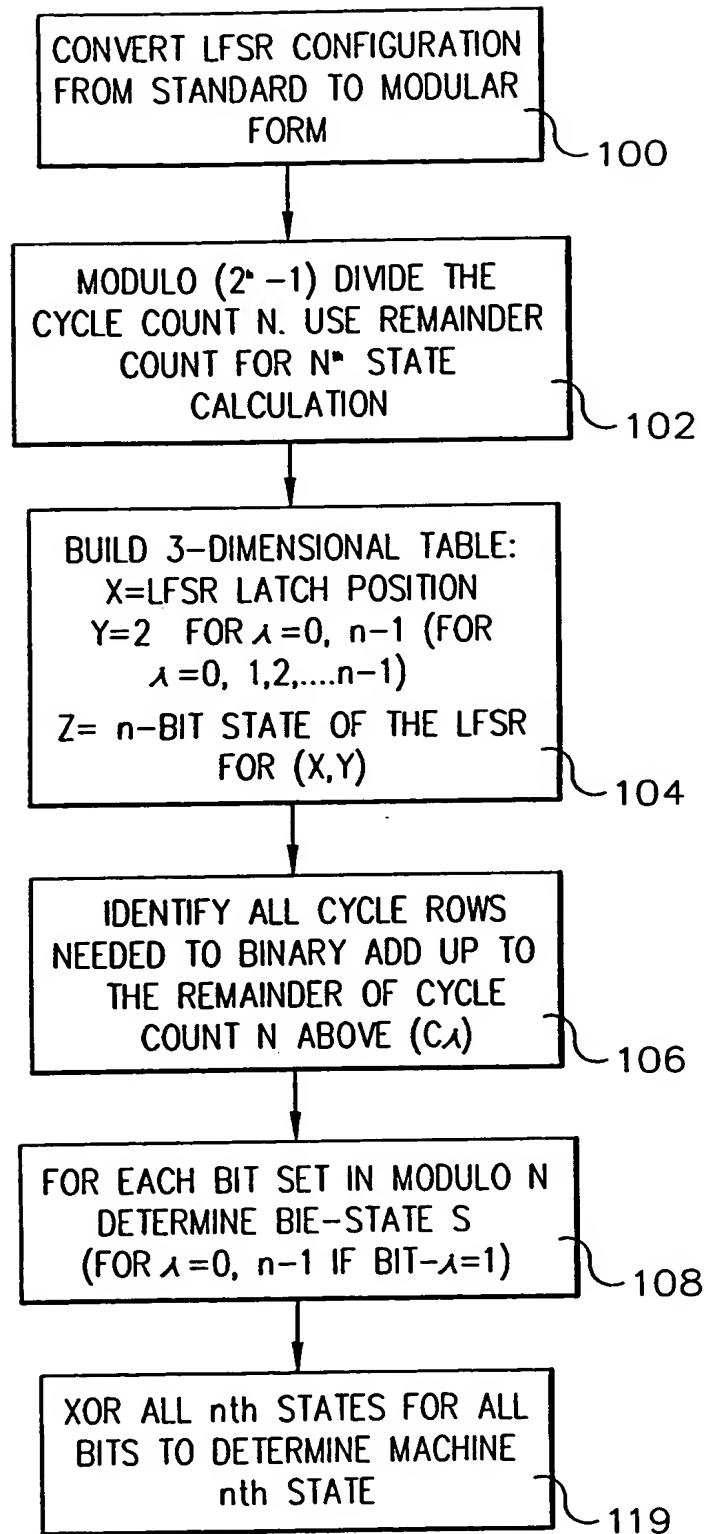 CONVERT LFSR CONFIGURATION
FROM STANDARD TO MODULAR
FORM
100
MODULO (2ⁿ -1) DIVIDE THE
CYCLE COUNT N. USE REMAINDER
COUNT FOR Nⁿ STATE
CALCULATION
102
BUILD 3-DIMENSIONAL TABLE:
X=LFSR LATCH POSITION
Y=2 FOR i=0, n-1 (FOR
i=0, 1,2,....n-1)
Z= n-BIT STATE OF THE LFSR
FOR (X,Y)
104
IDENTIFY ALL CYCLE ROWS
NEEDED TO BINARY ADD UP TO
THE REMAINDER OF CYCLE
COUNT N ABOVE (Ci)
106
FOR EACH BIT SET IN MODULO N
DETERMINE BIE-STATE S
(FOR i=0, n-1 IF BIT-i=1)
108
XOR ALL nth STATES FOR ALL
BITS TO DETERMINE MACHINE
nth STATE
119